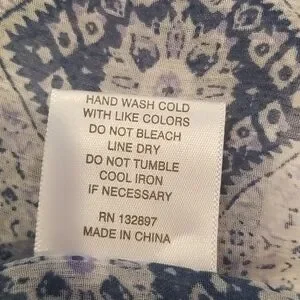 HAND WASH COLD
WITH LIKE COLORS
DO NOT BLEACH
LINE DRY
DO NOT TUMBLE
COOL IRON
IF NECESSARY
RN 132897
MADE IN CHINA